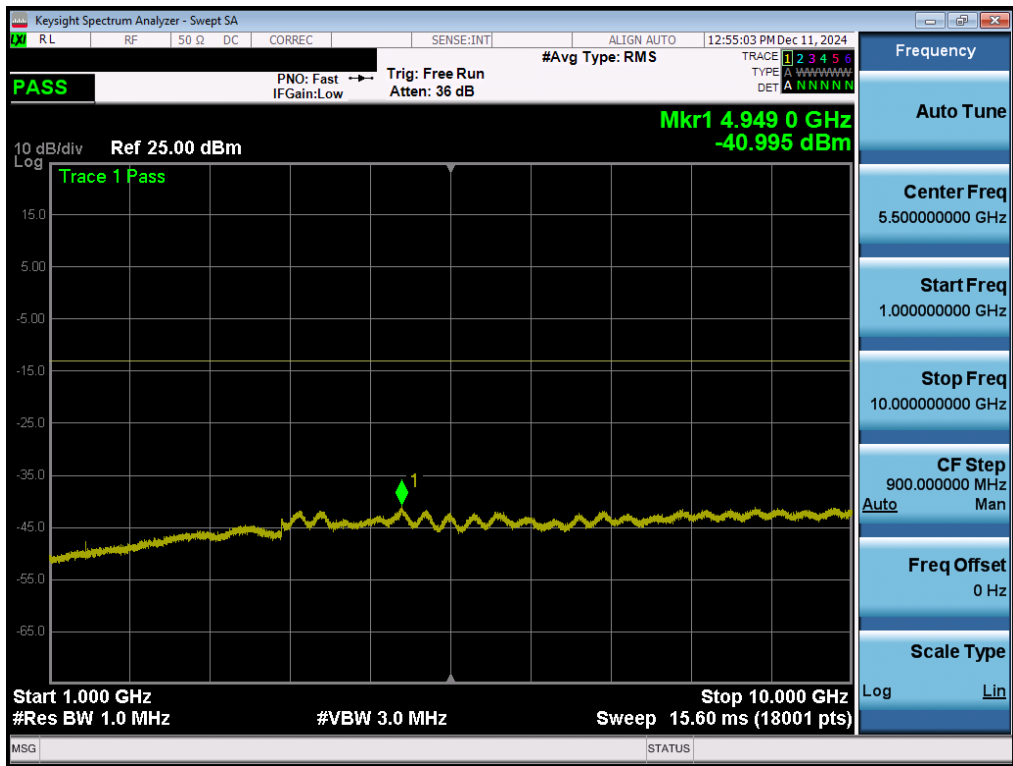 Keysight Spectrum Analyzer - Swept SA
LXI RL RF 50 Ω DC CORREC SENSE:INT ALIGN AUTO 12:55:03 PM Dec 11, 2024
#Avg Type: RMS
TRACE 1 2 3 4 5 6
TYPE A WWWWW
DET A N N N N N
PASS
PNO: Fast
IFGain:Low
Trig: Free Run
Atten: 36 dB
Mkr1 4.949 0 GHz
-40.995 dBm
10 dB/div Ref 25.00 dBm
Log
Trace 1 Pass
15.0
5.00
-5.00
-15.0
-25.0
-35.0
1
-45.0
-55.0
-65.0
Start 1.000 GHz
Stop 10.000 GHz
#Res BW 1.0 MHz
#VBW 3.0 MHz
Sweep 15.60 ms (18001 pts)
MSG
STATUS
Frequency
Auto Tune
Center Freq
5.500000000 GHz
Start Freq
1.000000000 GHz
Stop Freq
10.000000000 GHz
CF Step
900.000000 MHz
Auto Man
Freq Offset
0 Hz
Scale Type
Log Lin